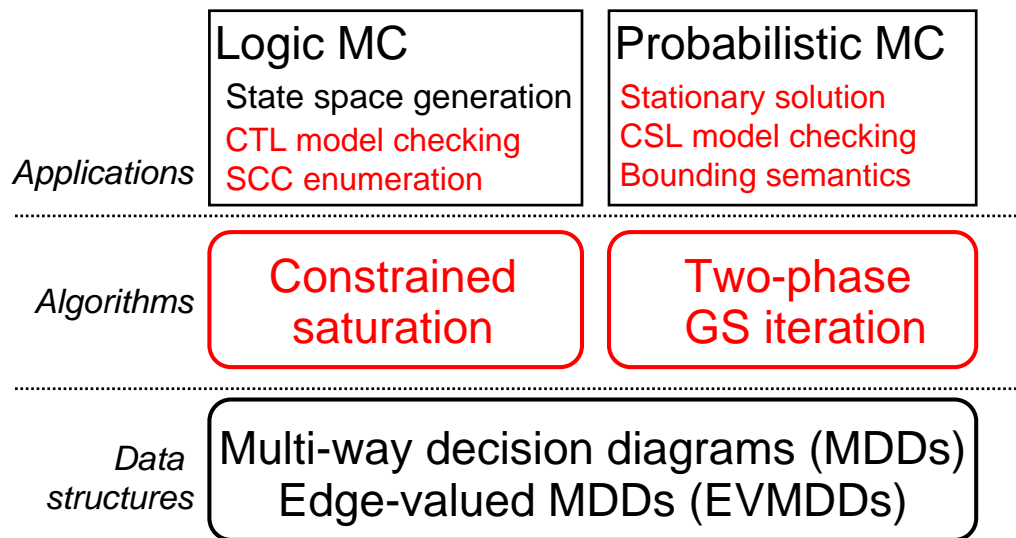 Logic MC
State space generation
CTL model checking
SCC enumeration
Probabilistic MC
Stationary solution
CSL model checking
Bounding semantics
Applications
Constrained
saturation
Two-phase
GS iteration
Algorithms
Multi-way decision diagrams (MDDs)
Edge-valued MDDs (EVMDDs)
Data
structures